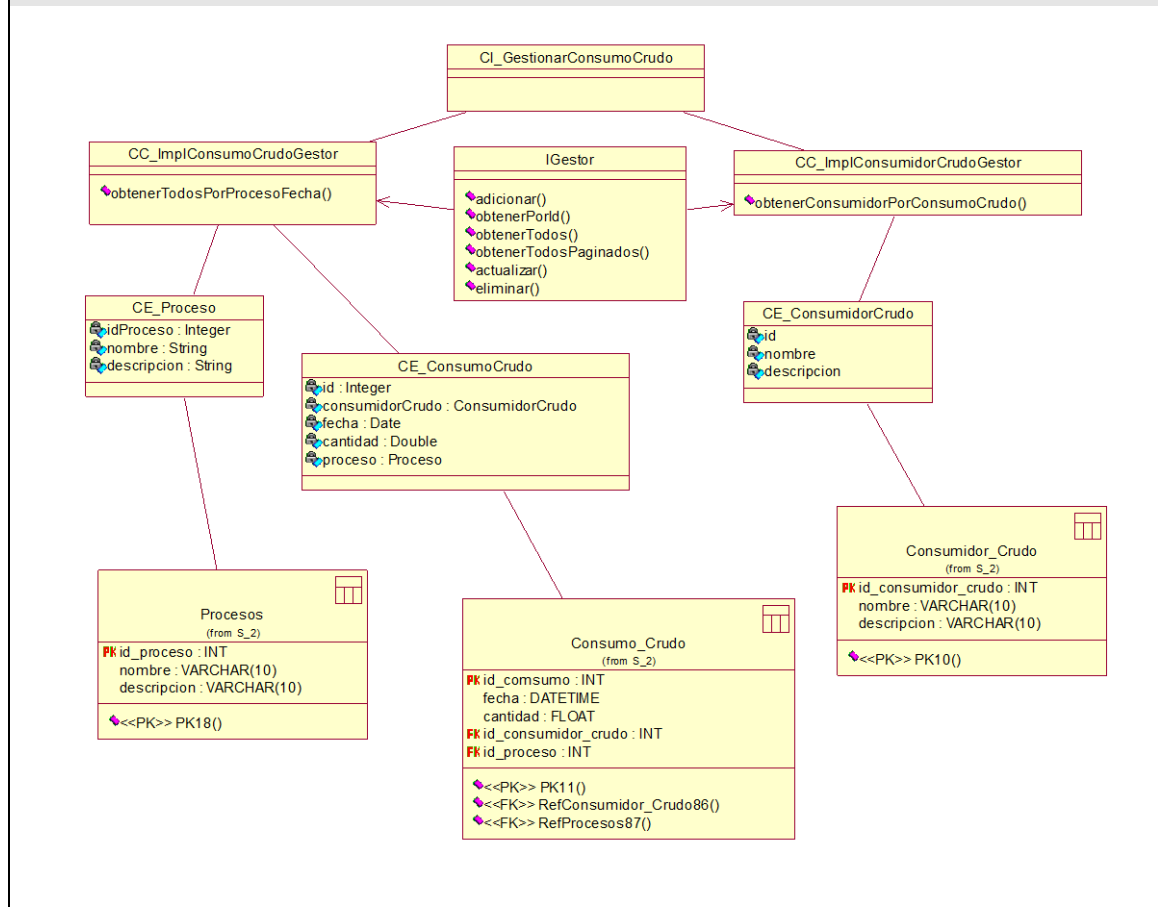 CI_GestionarConsumoCrudo
CC_ImplConsumoCrudoGestor
obtenerTodosPorProcesoFecha()
IGestor
adicionar()
obtenerPorId()
obtenerTodos()
obtenerTodosPaginados()
actualizar()
eliminar()
CC_ImplConsumidorCrudoGestor
obtenerConsumidorPorConsumoCrudo()
CE_Proceso
idProceso : Integer
nombre : String
descripcion : String
CE_ConsumoCrudo
id : Integer
consumidorCrudo : ConsumidorCrudo
fecha : Date
cantidad : Double
proceso : Proceso
CE_ConsumidorCrudo
id
nombre
descripcion
Procesos
(from S_2)
PK id_proceso : INT
nombre : VARCHAR(10)
descripcion : VARCHAR(10)
<<PK>> PK18()
Consumo_Crudo
(from S_2)
PK id_comsumo : INT
fecha : DATETIME
cantidad : FLOAT
FK id_consumidor_crudo : INT
FK id_proceso : INT
<<PK>> PK11()
<<FK>> RefConsumidor_Crudo86()
<<FK>> RefProcesos87()
Consumidor_Crudo
(from S_2)
PK id_consumidor_crudo : INT
nombre : VARCHAR(10)
descripcion : VARCHAR(10)
<<PK>> PK10()